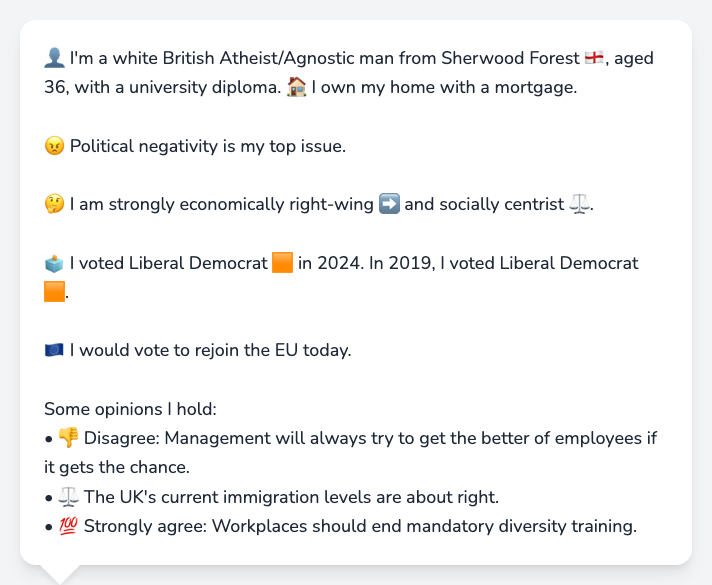 👤 I'm a white British Atheist/Agnostic man from Sherwood Forest 🏴󠁧󠁢󠁥󠁮󠁧󠁿, aged
36, with a university diploma. 🏠 I own my home with a mortgage.
😠 Political negativity is my top issue.
🤔 I am strongly economically right-wing ➡️ and socially centrist ⚖️.
🗳️ I voted Liberal Democrat 🟧 in 2024. In 2019, I voted Liberal Democrat
🟧.
🇪🇺 I would vote to rejoin the EU today.
Some opinions I hold:
• 👎 Disagree: Management will always try to get the better of employees if
it gets the chance.
• ⚖️ The UK's current immigration levels are about right.
• 💯 Strongly agree: Workplaces should end mandatory diversity training.